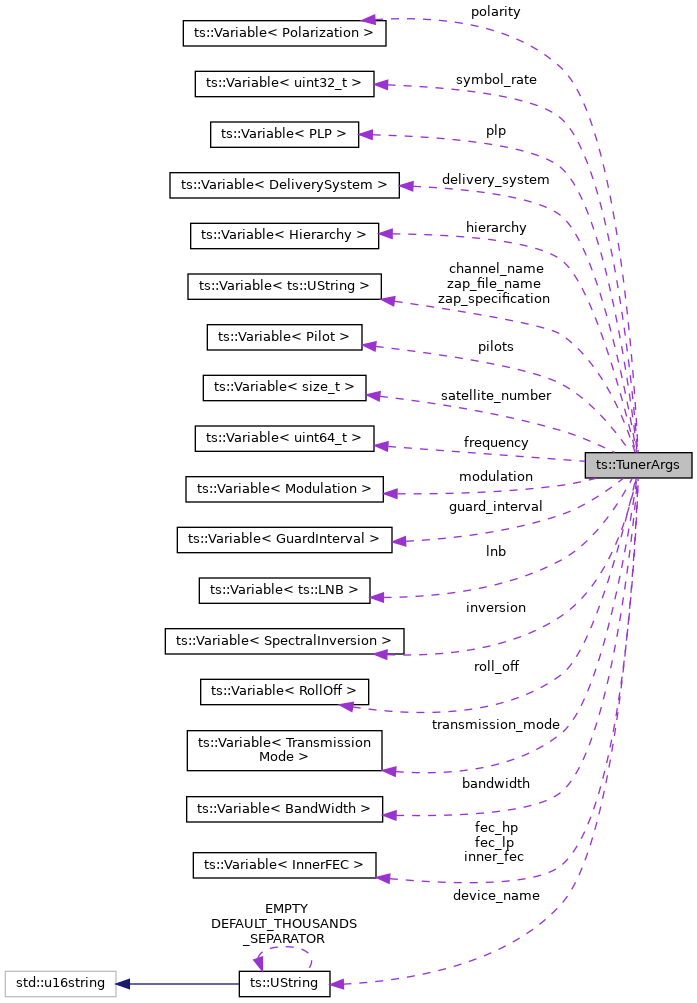 polarity
ts::Variable< Polarization >
symbol_rate
ts::Variable< uint32_t >
plp
ts::Variable< PLP >
delivery_system
ts::Variable< DeliverySystem >
hierarchy
ts::Variable< Hierarchy >
channel_name
zap_file_name
zap_specification
ts::Variable< ts::UString >
ts::Variable< Pilot >
pilots
ts::Variable< size_t >
satellite_number
ts::Variable< uint64_t >
frequency
ts::TunerArgs
modulation
ts::Variable< Modulation >
guard_interval
ts::Variable< GuardInterval >
lnb
ts::Variable< ts::LNB >
inversion
ts::Variable< SpectralInversion >
roll_off
ts::Variable< RollOff >
transmission_mode
ts::Variable< Transmission
Mode >
bandwidth
ts::Variable< BandWidth >
fec_hp
fec_lp
inner_fec
ts::Variable< InnerFEC >
device_name
EMPTY
DEFAULT_THOUSANDS
_SEPARATOR
std::u16string
ts::UString